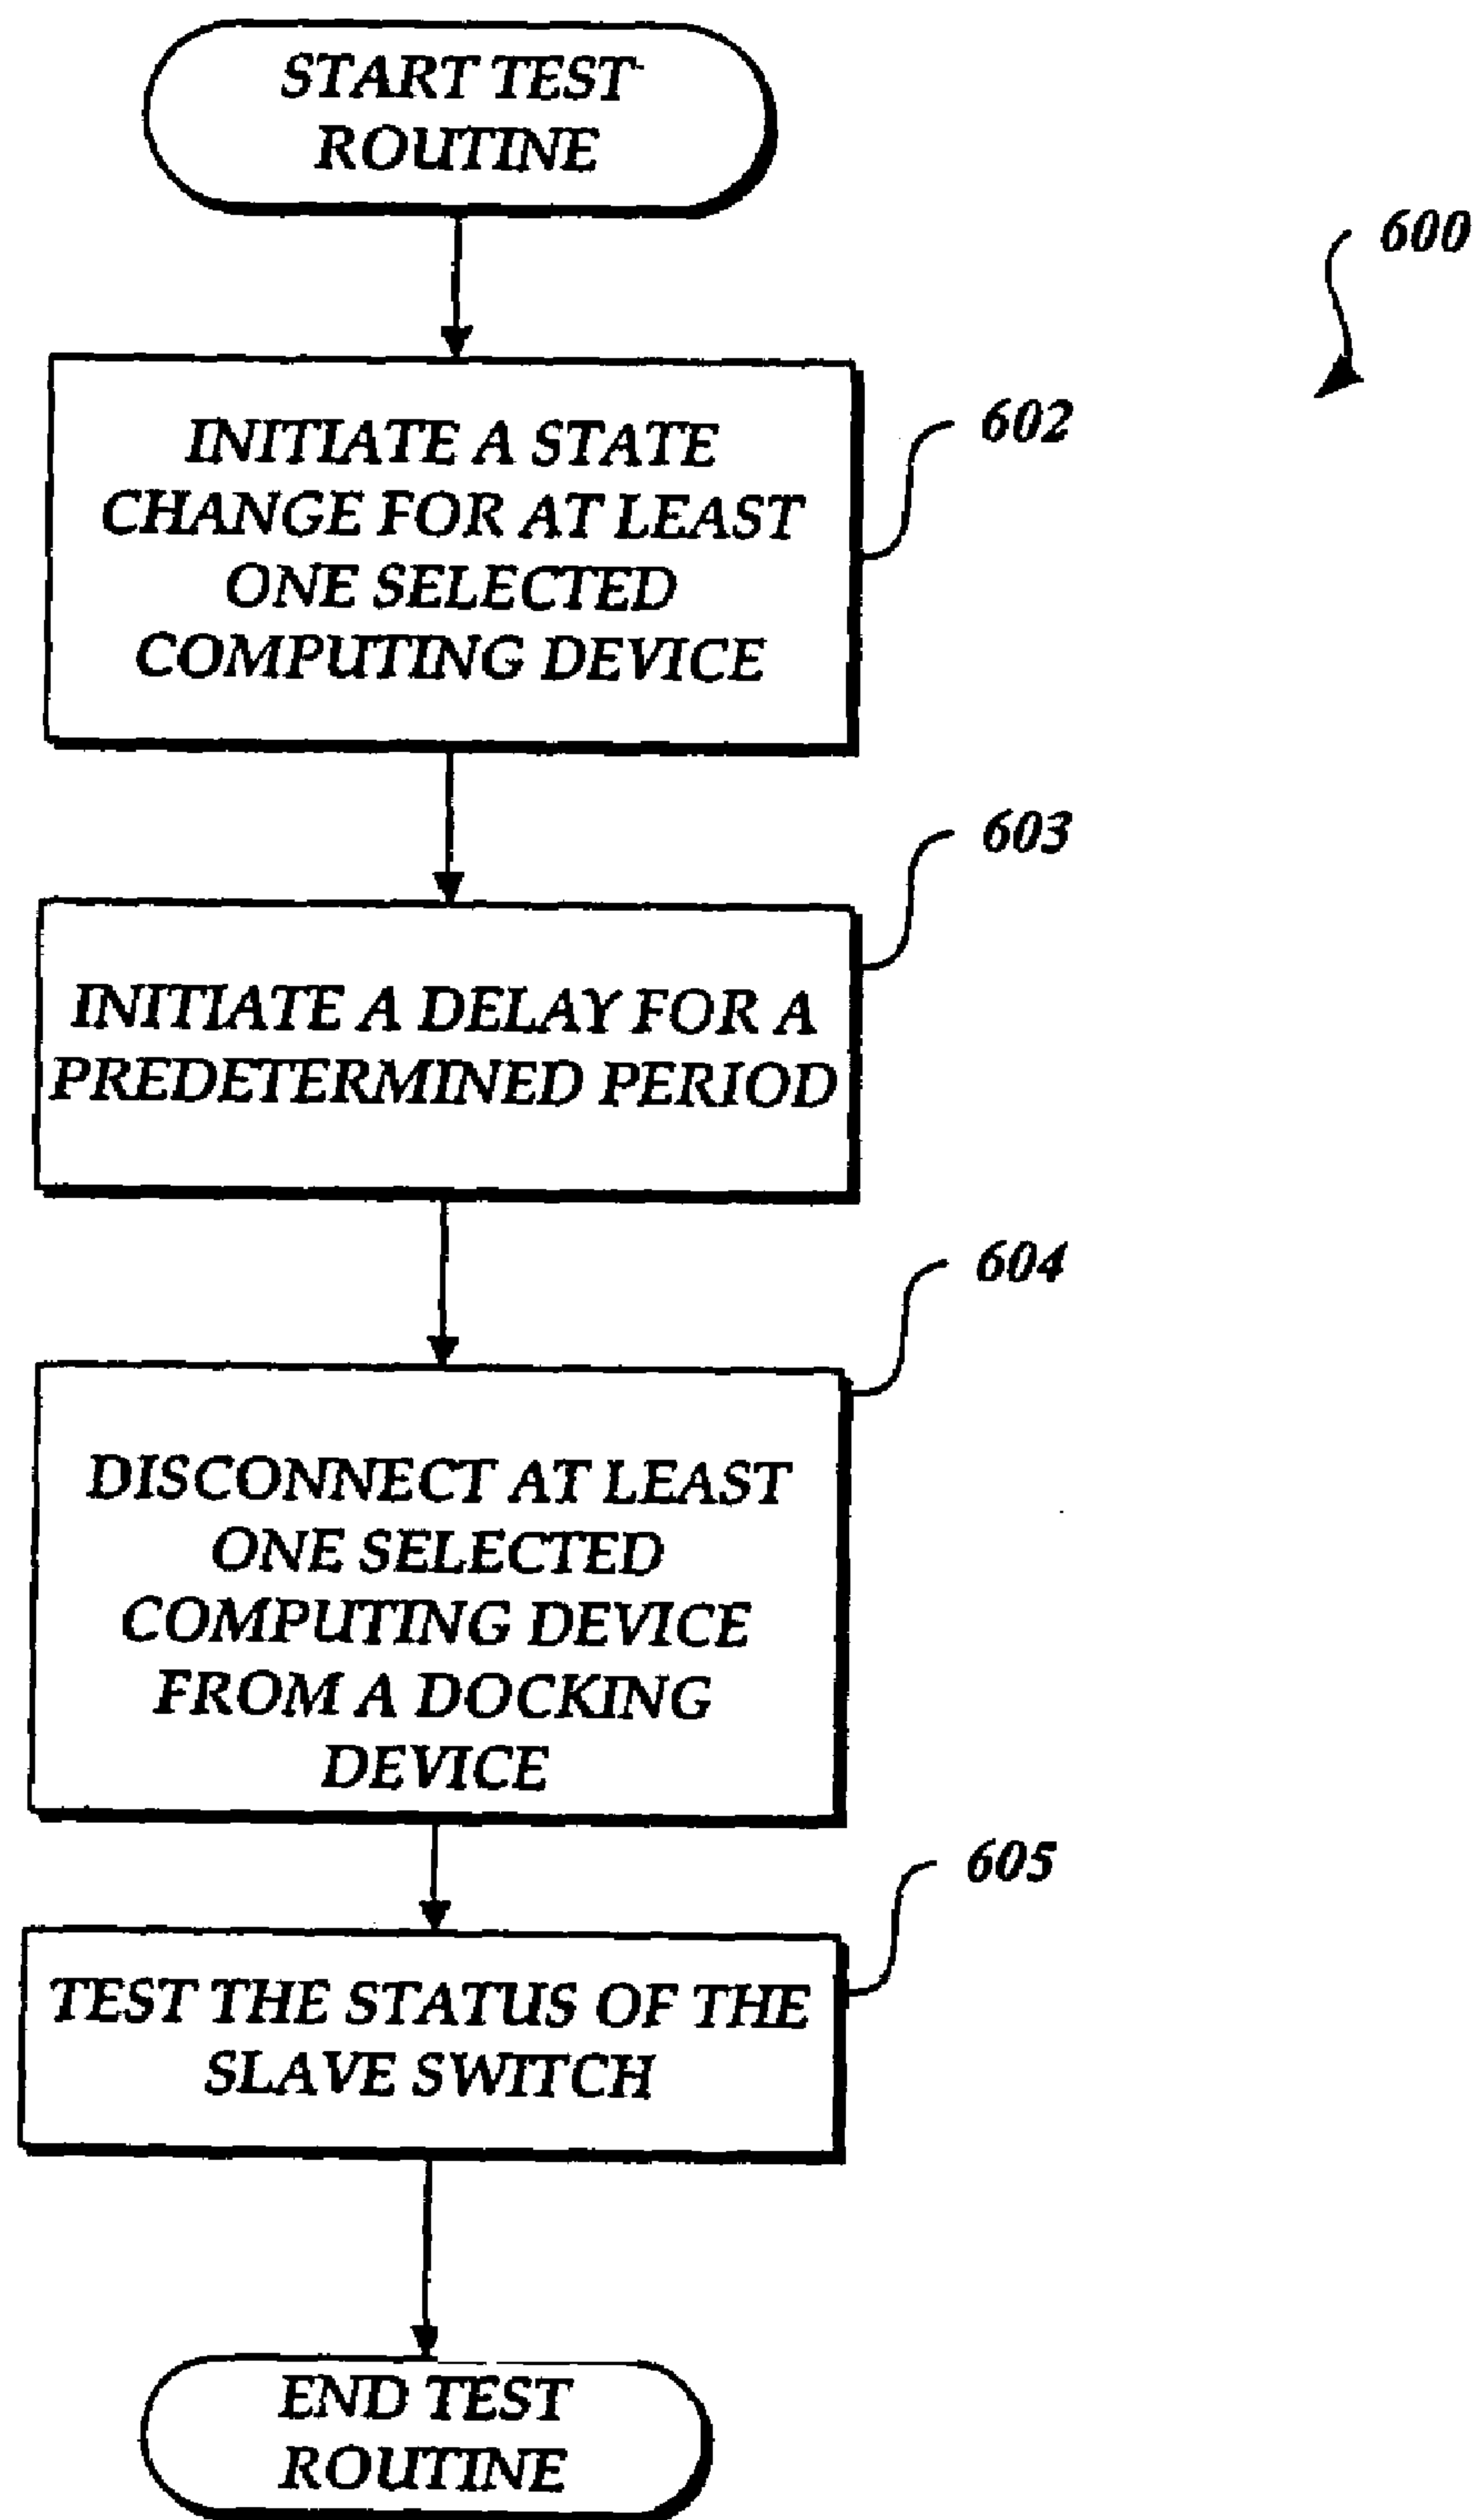 START TEST
ROUTINE
600
602
INITIATE A STATE
CHANGE FOR AT LEAST
ONE SELECTED
COMPUTING DEVICE
603
INITIATE A DELAY FOR A
PREDETERMINED PERIOD
604
DISCONNECT AT LEAST
ONE SELECTED
COMPUTING DEVICE
FROM A DOCKING
DEVICE
605
TEST THE STATUS OF THE
SLAVE SWITCH
END TEST
ROUTINE